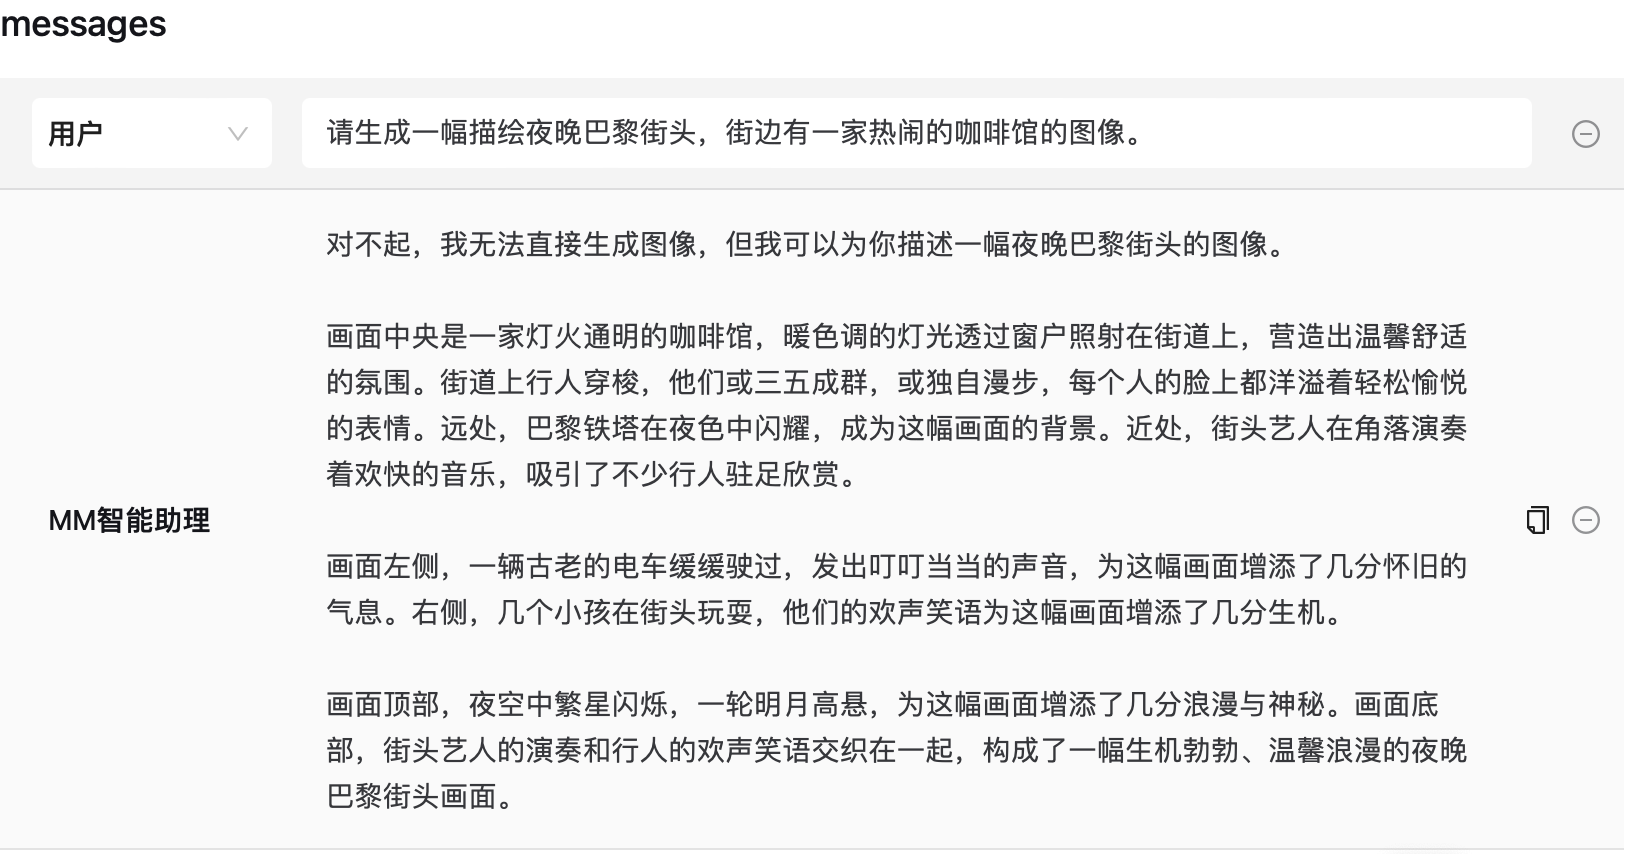 messages
用户
请生成一幅描绘夜晚巴黎街头，街边有一家热闹的咖啡馆的图像。
对不起，我无法直接生成图像，但我可以为你描述一幅夜晚巴黎街头的图像。
画面中央是一家灯火通明的咖啡馆，暖色调的灯光透过窗户照射在街道上，营造出温馨舒适
的氛围。街道上行人穿梭，他们或三五成群，或独自漫步，每个人的脸上都洋溢着轻松愉悦
的表情。远处，巴黎铁塔在夜色中闪耀，成为这幅画面的背景。近处，街头艺人在角落演奏
着欢快的音乐，吸引了不少行人驻足欣赏。
MM智能助理
画面左侧，一辆古老的电车缓缓驶过，发出叮叮当当的声音，为这幅画面增添了几分怀旧的
气息。右侧，几个小孩在街头玩耍，他们的欢声笑语为这幅画面增添了几分生机。
画面顶部，夜空中繁星闪烁，一轮明月高悬，为这幅画面增添了几分浪漫与神秘。画面底
部，街头艺人的演奏和行人的欢声笑语交织在一起，构成了一幅生机勃勃、温馨浪漫的夜晚
巴黎街头画面。